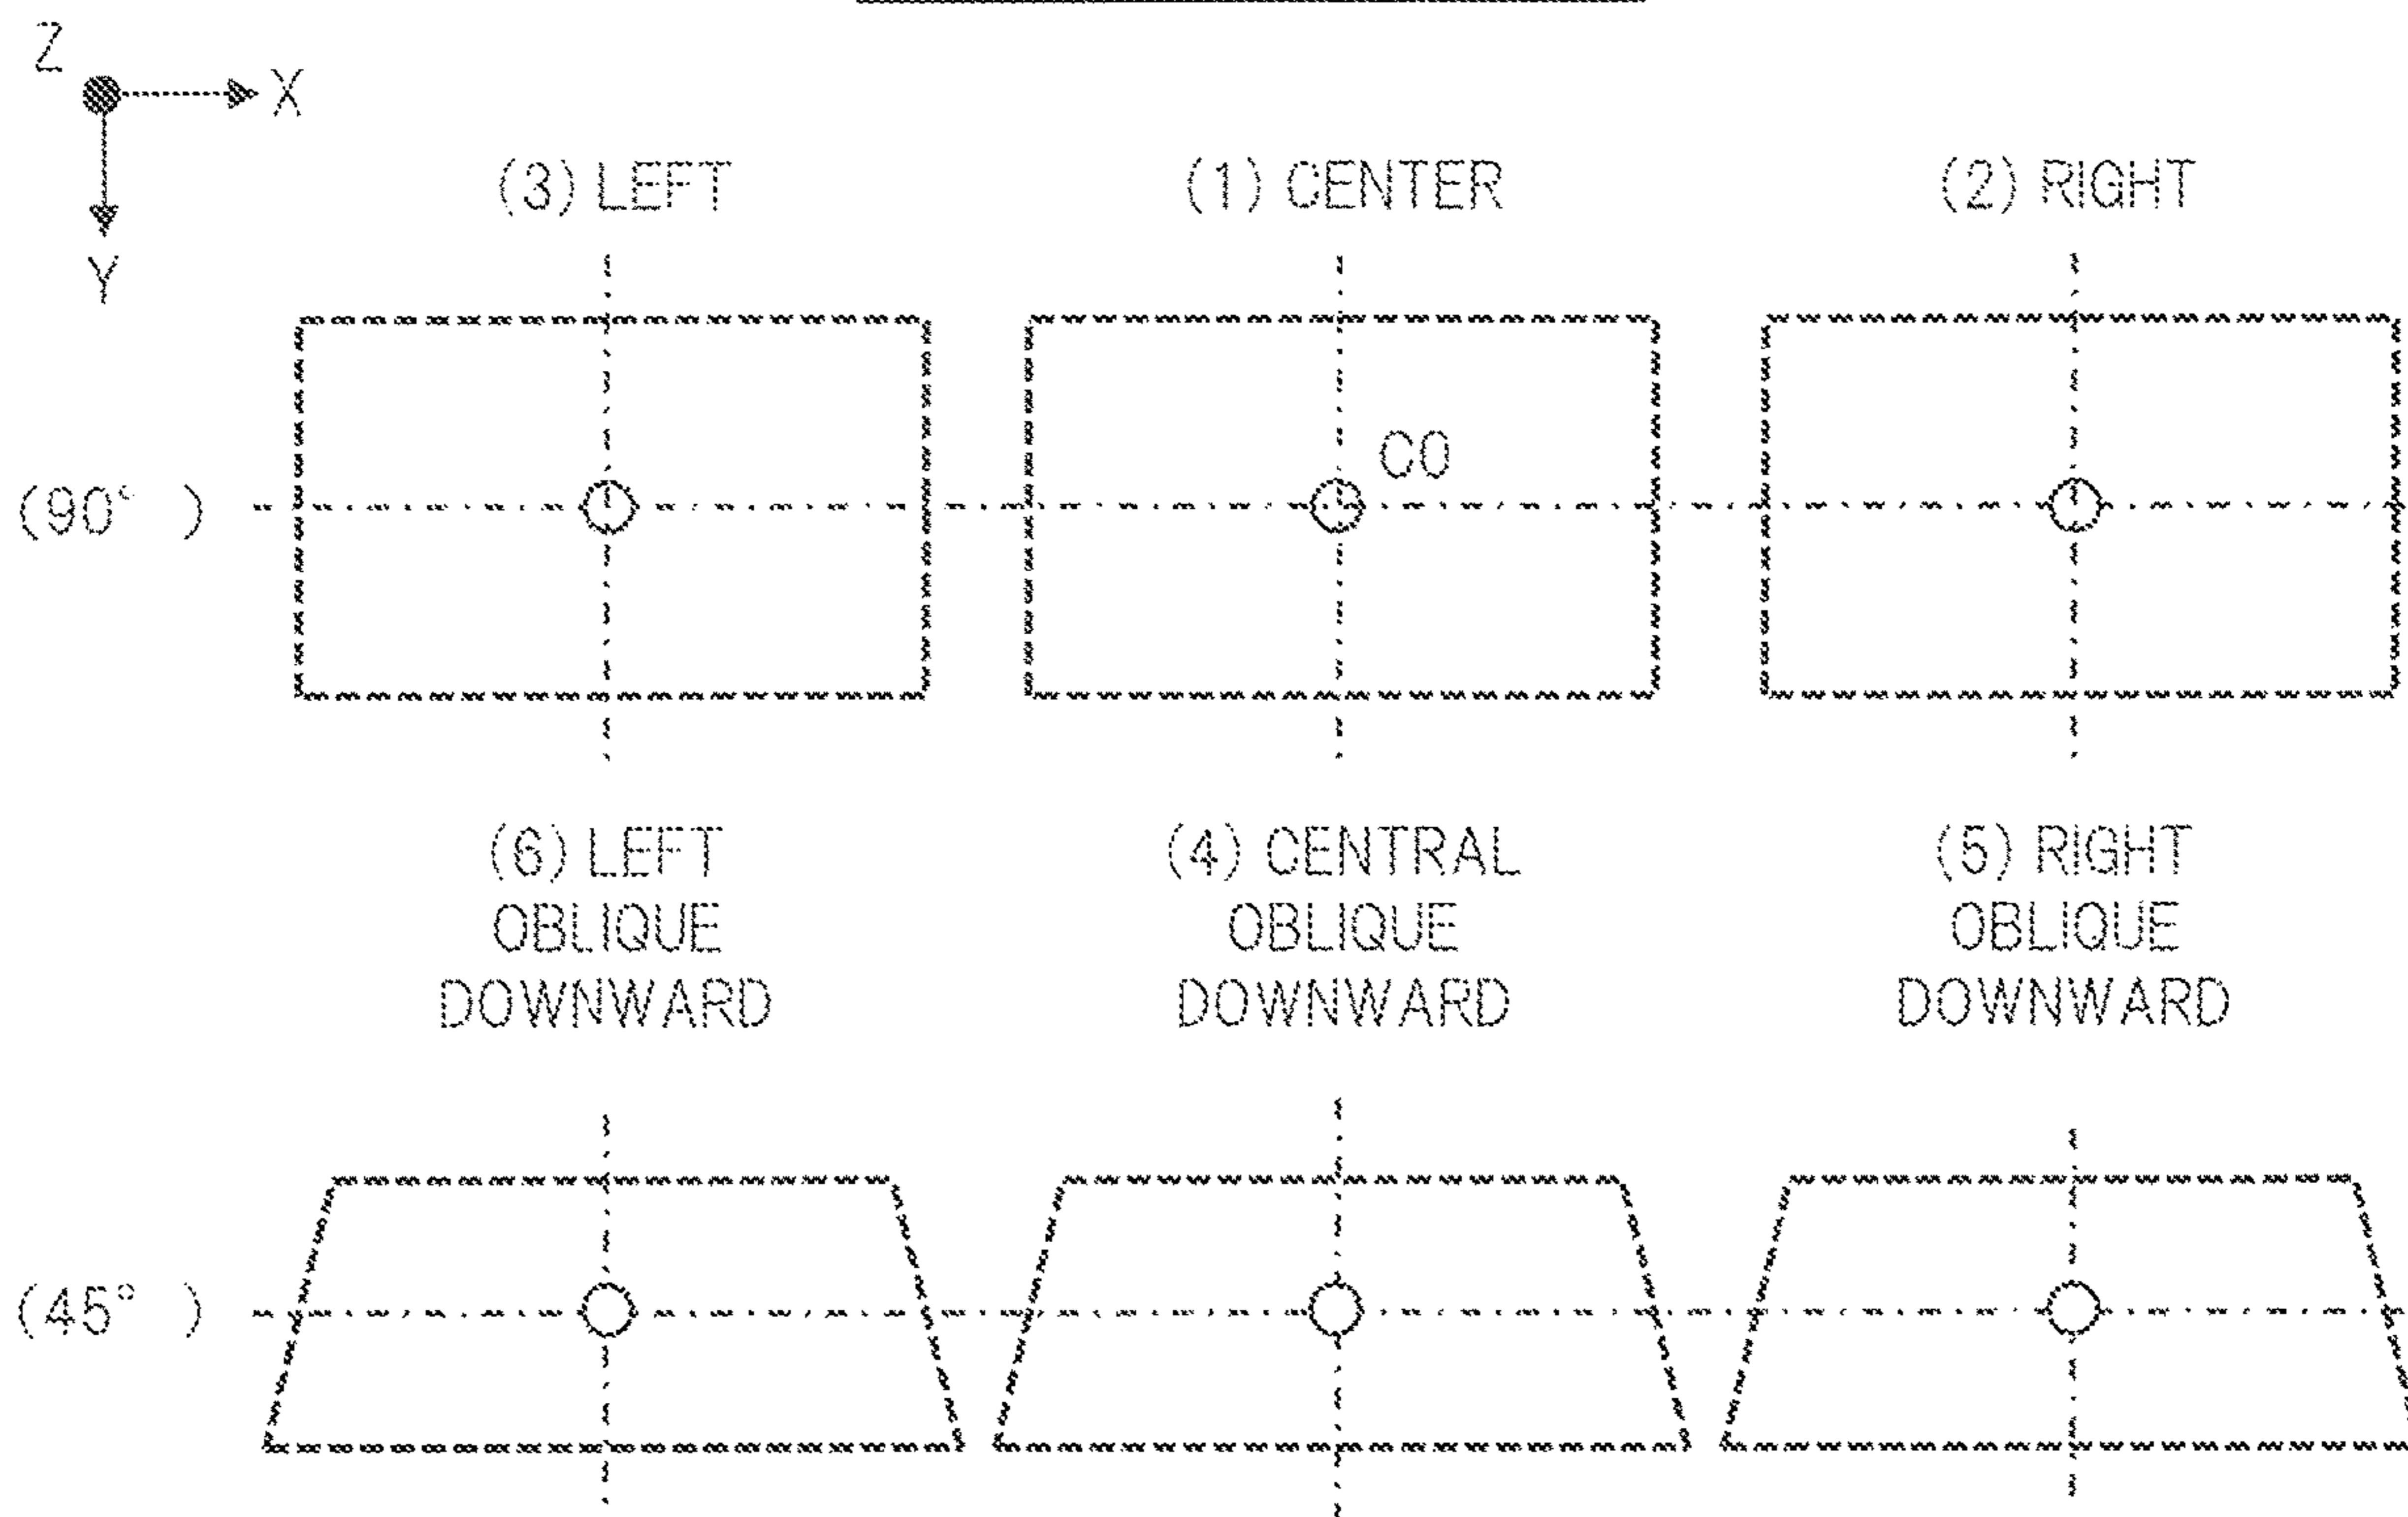 Z
X
Y
(3) LEFT
(1) CENTER
(2) RIGHT
C0
(90° )
(6) LEFT
OBLIQUE
DOWNWARD
(4) CENTRAL
OBLIQUE
DOWNWARD
(5) RIGHT
OBLIQUE
DOWNWARD
(45° )